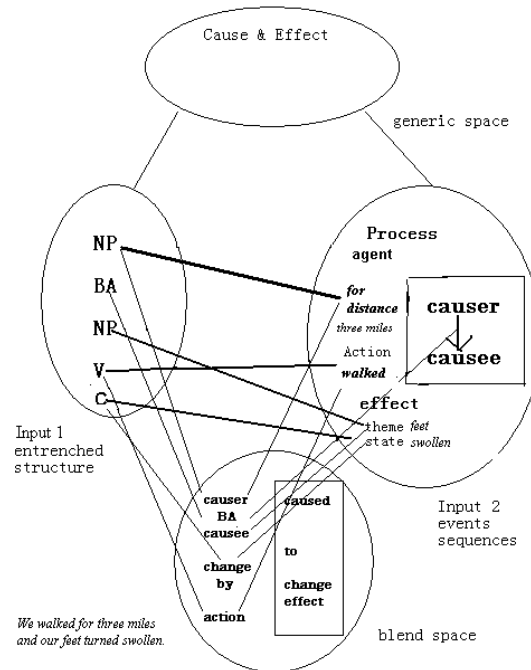 Cause & Effect
generic space
NP
BA
NP
V
C
Input 1
entrenched
structure
Process
agent
for
distance
three miles
Action
walked
effect
theme feet
state swollen
causer
causee
Input 2
events
sequences
causer
BA
causee
change
by
action
caused
to
change
effect
blend space
We walked for three miles
and our feet turned swollen.